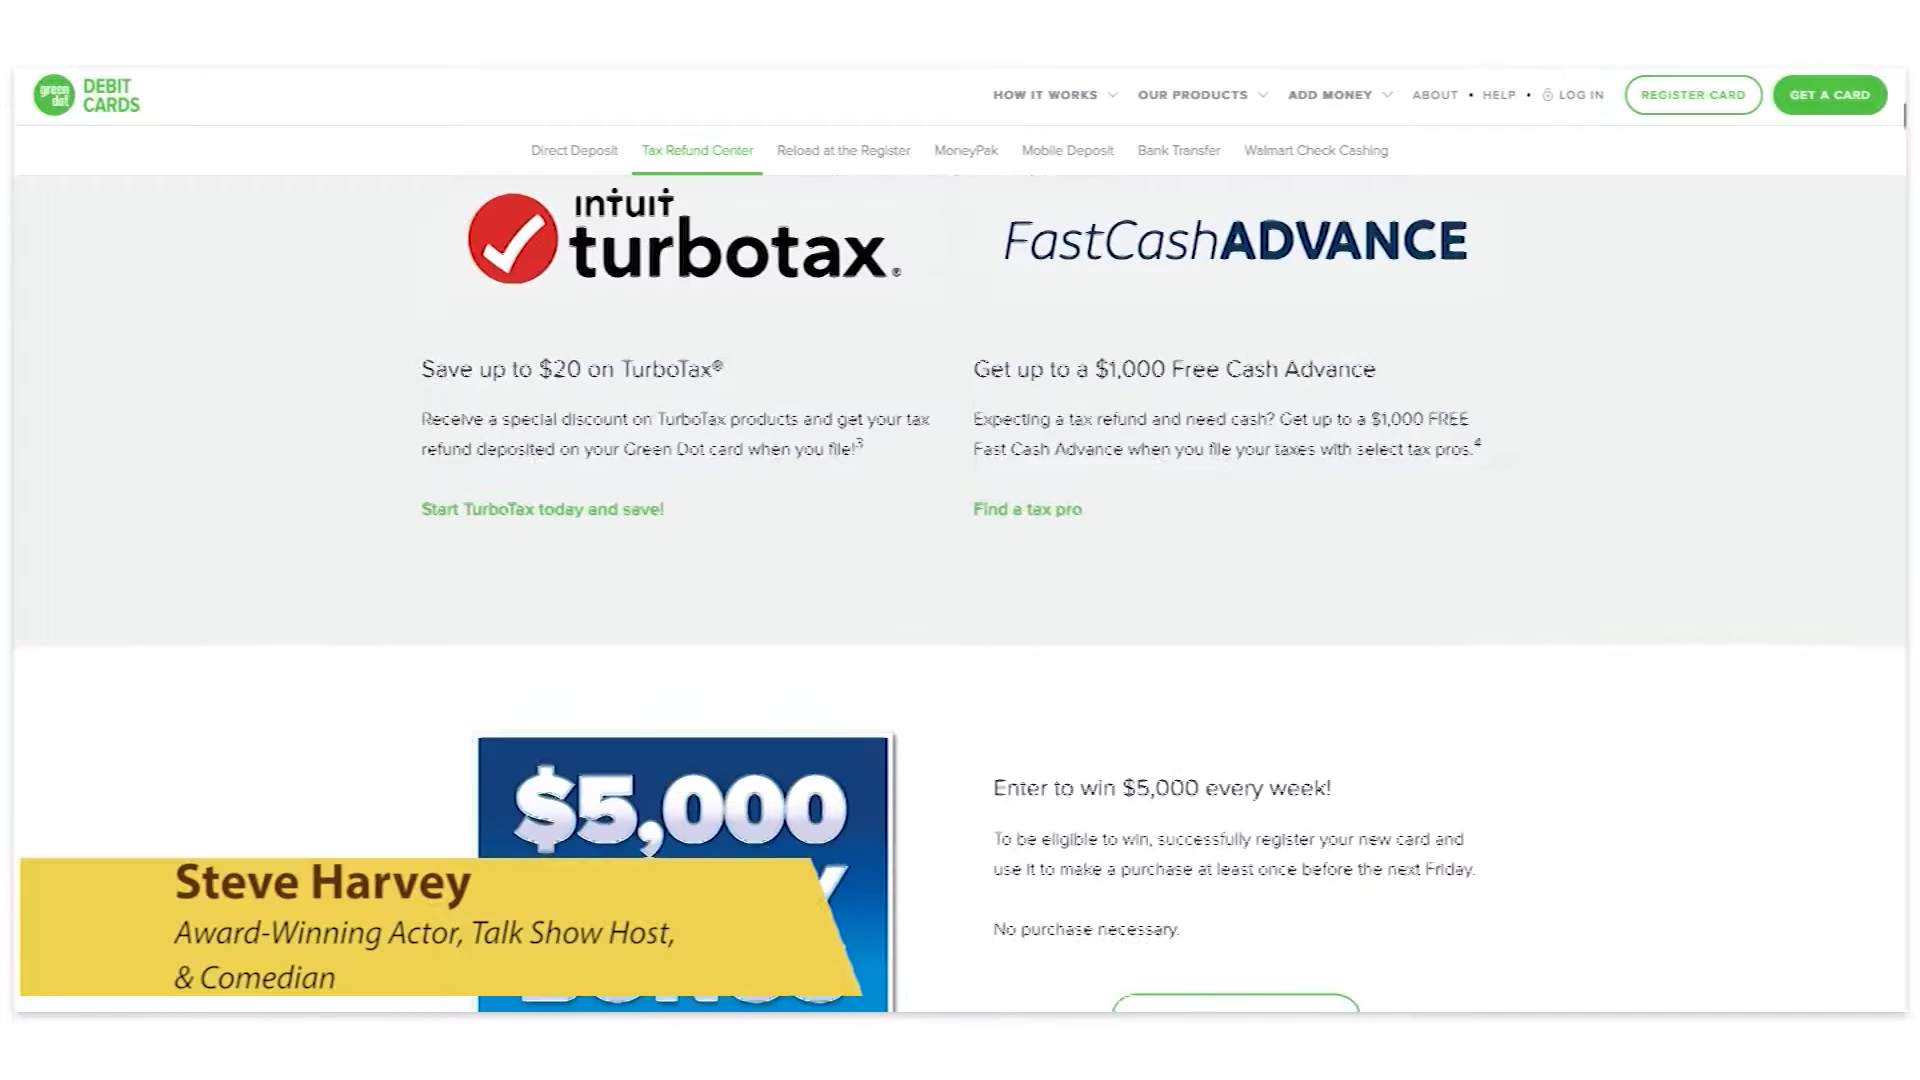 green dot DEBIT CARDS
HOW IT WORKS OUR PRODUCTS ADD MONEY ABOUT • HELP • LOG IN REGISTER CARD GET A CARD
Direct Deposit Tax Refund Center Reload at the Register MoneyPak Mobile Deposit Bank Transfer Walmart Check Cashing
intuit
turbotax®
FastCashADVANCE
Save up to $20 on TurboTax®
Receive a special discount on TurboTax products and get your tax
refund deposited on your Green Dot card when you file!3
Start TurboTax today and save!
Get up to a $1,000 Free Cash Advance
Expecting a tax refund and need cash? Get up to a $1,000 FREE
Fast Cash Advance when you file your taxes with select tax pros.4
Find a tax pro
$5,000
Enter to win $5,000 every week!
To be eligible to win, successfully register your new card and
use it to make a purchase at least once before the next Friday.
No purchase necessary.
Steve Harvey
Award-Winning Actor, Talk Show Host,
& Comedian